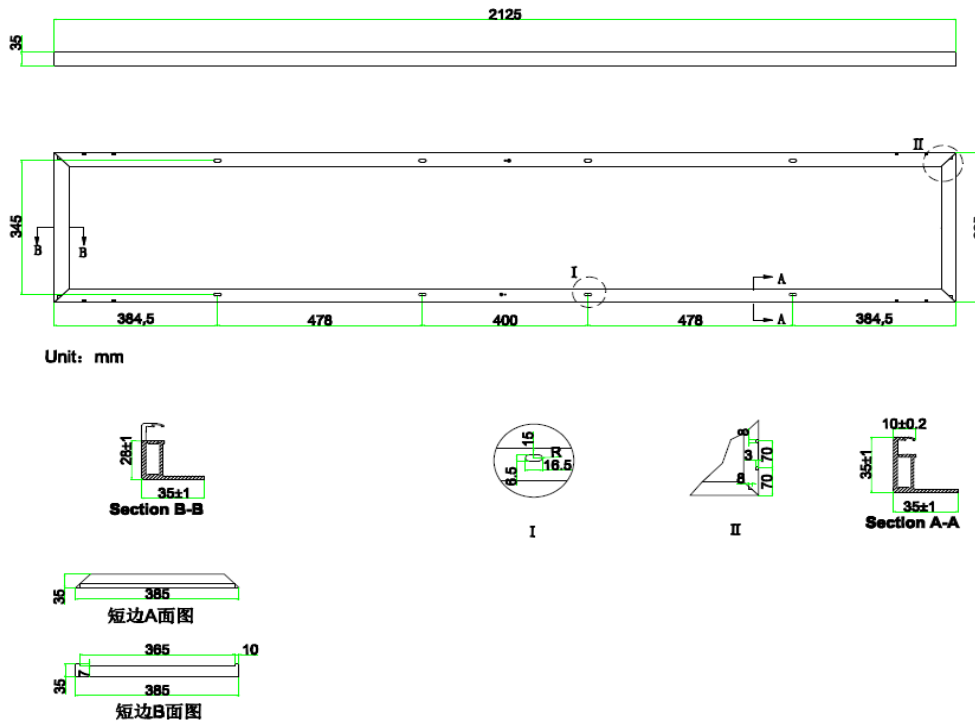 2125
35
II
345
B B
I
A
A
384,5 478 400 478 384,5
Unit: mm
28±1
35±1
Section B-B
15
R
6.5
16.5
I
8
3
70
8
70
II
10±0,2
35±1
35±1
Section A-A
35
385
短边A面图
365 10
7
35
385
短边B面图